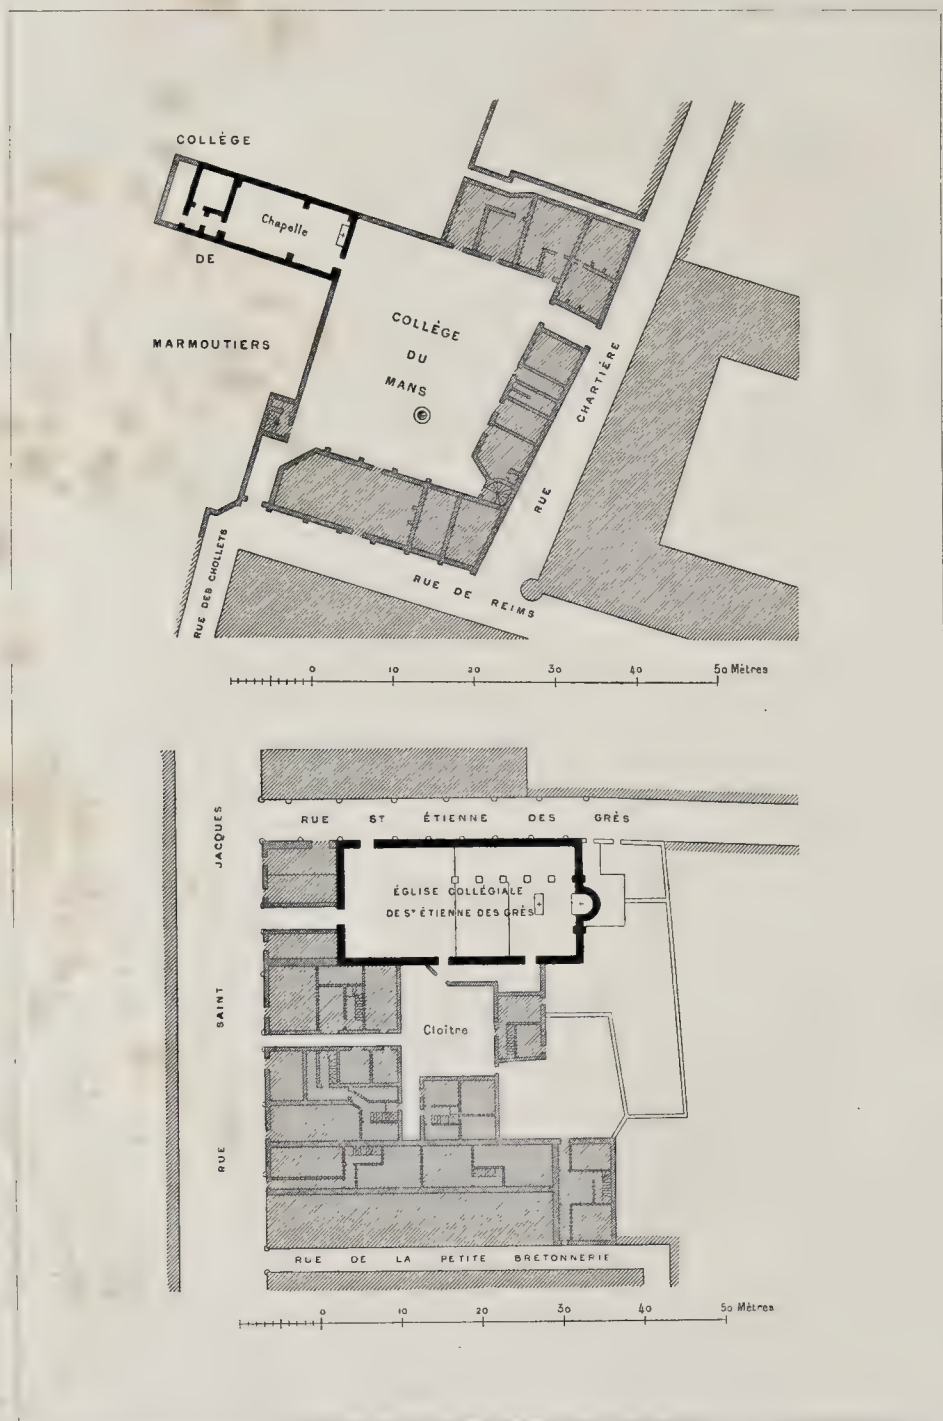 COLLÈGE
Chapelle
DE
MARMOUTIERS
COLLÈGE
DU
MANS
RUE CHARTIÈRE
RUE DES CHOLLETS
RUE DE REIMS
0 10 20 30 40 50 Mètres
RUE ST ÉTIENNE DES GRÈS
RUE SAINT JACQUES
ÉGLISE COLLÉGIALE
DE ST ÉTIENNE DES GRÈS
Cloître
RUE DE LA PETITE BRETONNERIE
0 10 20 30 40 50 Mètres